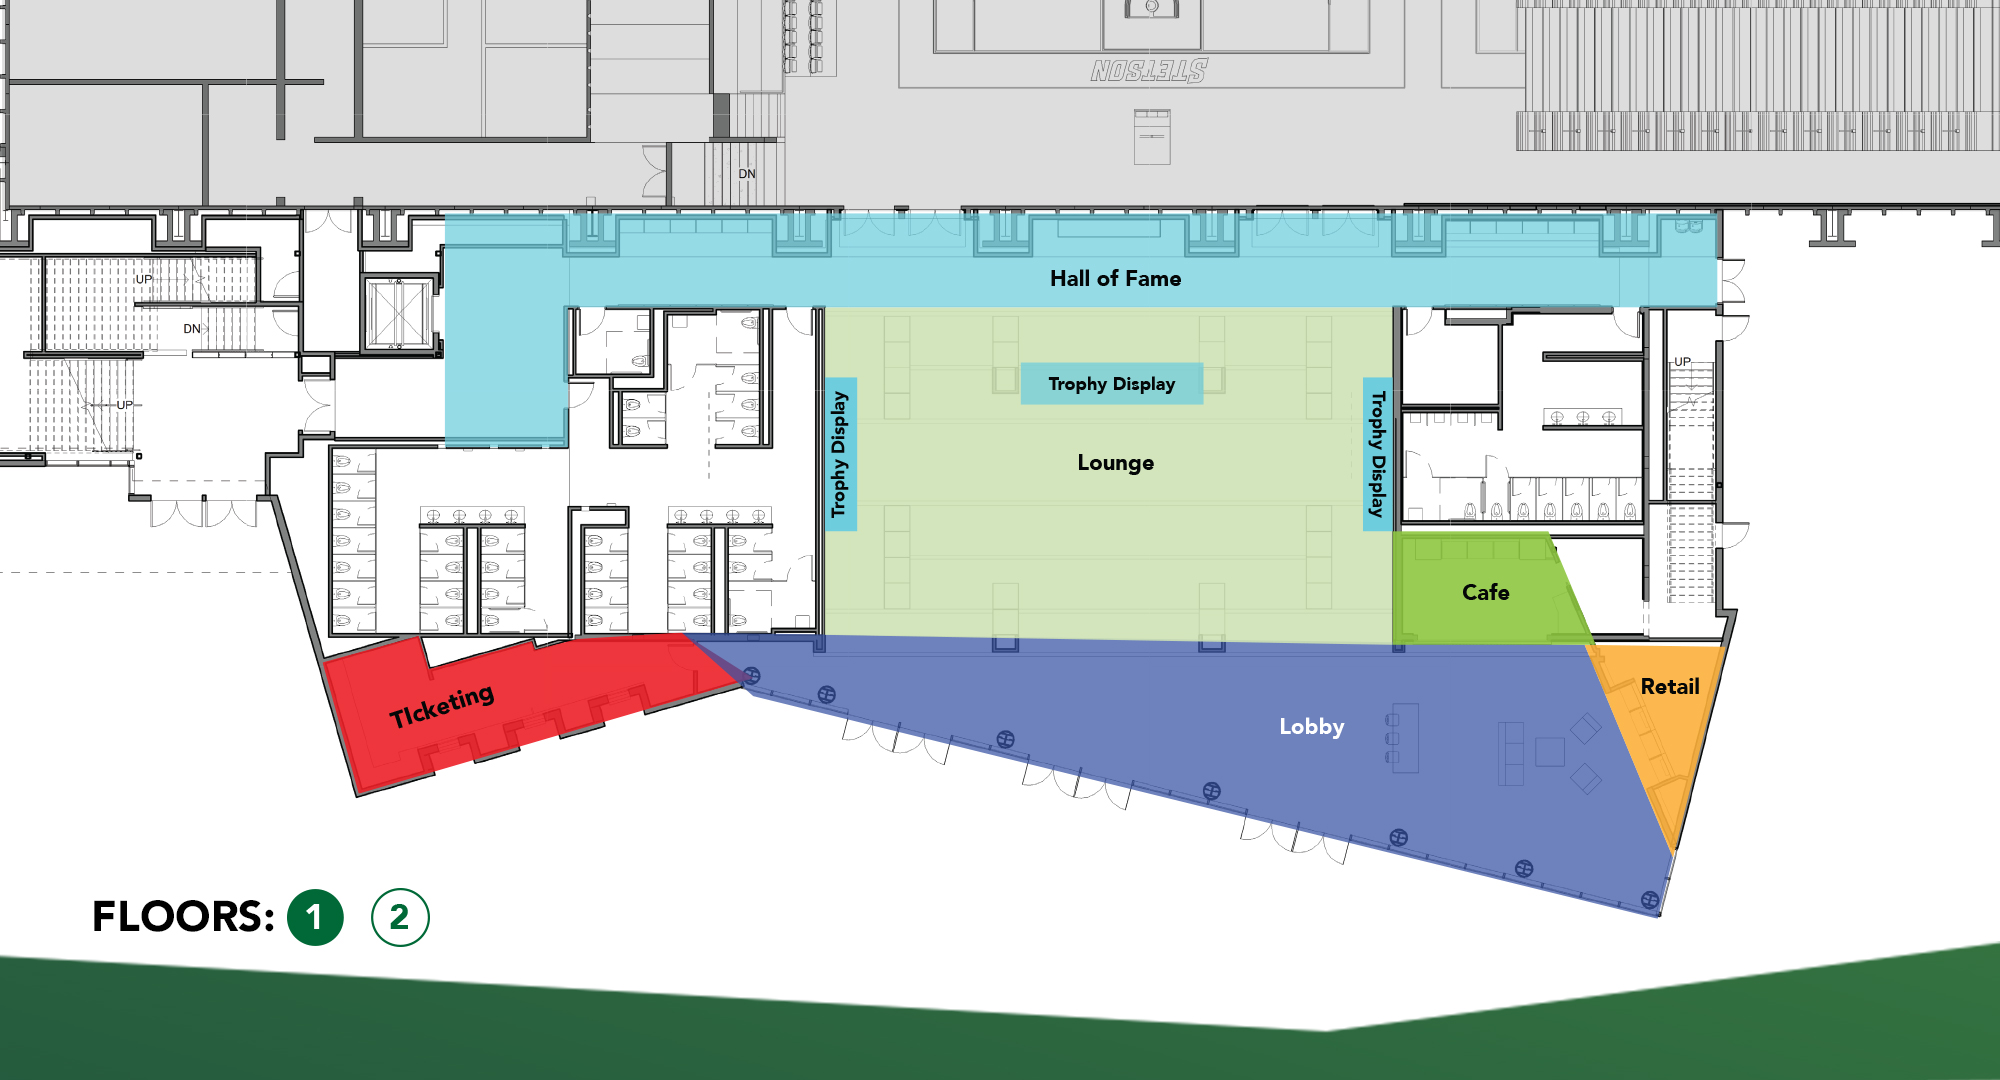 STETSON
DN
UP
DN
UP
Hall of Fame
Trophy Display
Trophy Display
Trophy Display
UP
Lounge
Cafe
TIcketing
Retail
Lobby
FLOORS: 1 2